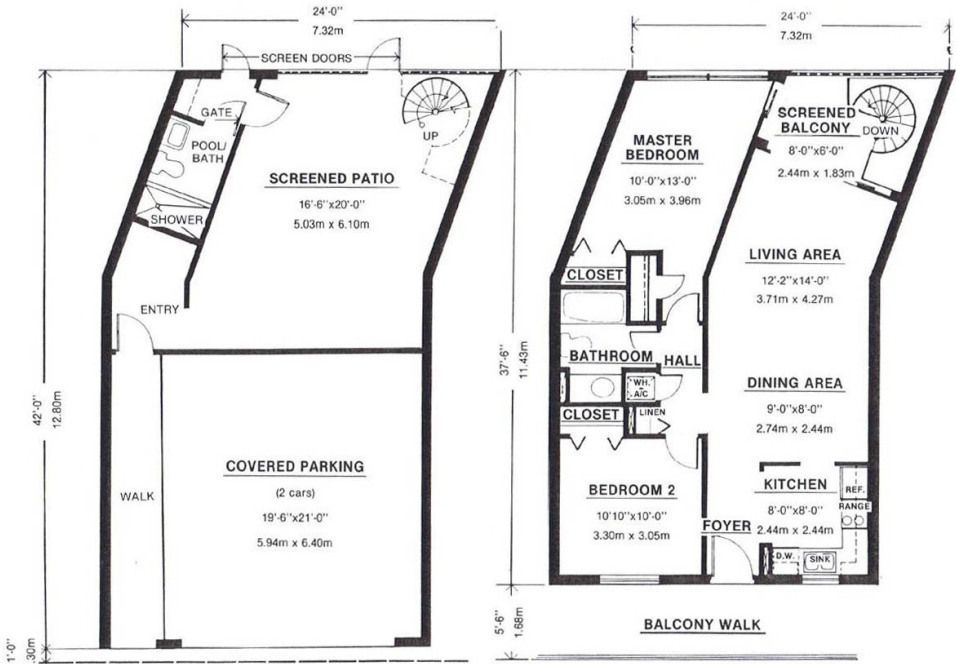 24'-0"
7.32m
SCREEN DOORS
GATE
POOL/
BATH
UP
SCREENED PATIO
16'-6"x20'-0"
5.03m x 6.10m
SHOWER
ENTRY
42'-0"
12.80m
COVERED PARKING
(2 cars)
19'-6"x21'-0"
5.94m x 6.40m
WALK
1'-0"
.30m
24'-0"
7.32m
SCREENED
BALCONY
DOWN
8'-0"x6'-0"
2.44m x 1.83m
MASTER
BEDROOM
10'-0"x13'-0"
3.05m x 3.96m
LIVING AREA
12'-2"x14'-0"
3.71m x 4.27m
CLOSET
37'-6"
11.43m
BATHROOM
HALL
WH.
A/C
DINING AREA
9'-0"x8'-0"
2.74m x 2.44m
CLOSET
LINEN
KITCHEN
8'-0"x8'-0"
2.44m x 2.44m
REF.
RANGE
BEDROOM 2
10'10"x10'-0"
3.30m x 3.05m
FOYER
D.W.
SINK
5'-6"
1.68m
BALCONY WALK